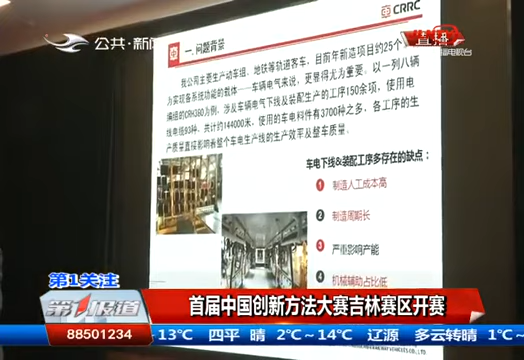 公共·新闻
CRRC
直播
一、问题背景
我公司主要生产动车组、地铁等轨道客车，目前年新造项目约25个
为实现各系统功能的载体——车辆电气来说，更显得尤为重要。以一列八辆
编组的CRH380为例，涉及车辆电气下线及装配生产的工序150余项，使用电
线电缆93种，共计约144000米，使用的车电料件有3700种之多，各工序的生
产质量直接影响着整个车电生产线的生产效率及整车质量。
车电下线&装配工序多存在的缺点：
1 制造人工成本高
2 制造周期长
3 严重影响产能
4 机械辅助占比低
第1关注
第1报道
首届中国创新方法大赛吉林赛区开赛
88501234
-13℃ 四平 晴 2℃~14℃ 辽源 多云转晴 1℃~